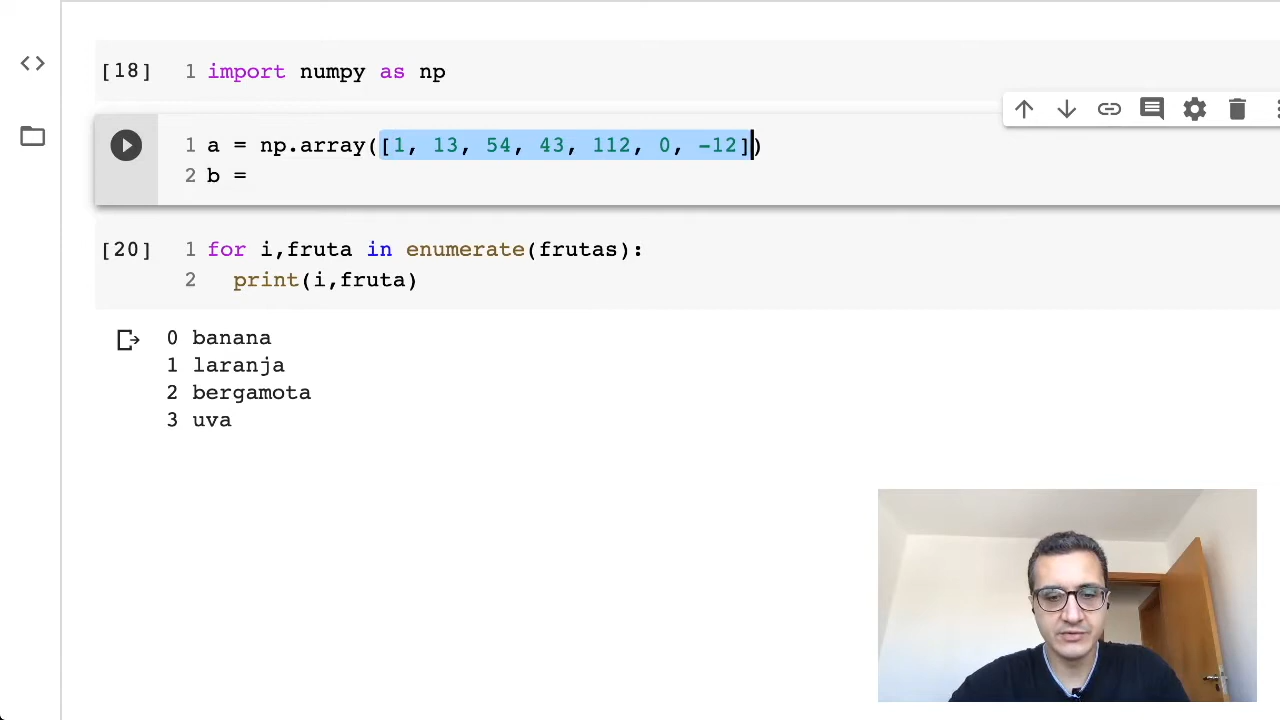 [18] 1 import numpy as np
1 a = np.array([1, 13, 54, 43, 112, 0, -12])
2 b =
[20] 1 for i,fruta in enumerate(frutas):
2 print(i,fruta)
0 banana
1 laranja
2 bergamota
3 uva